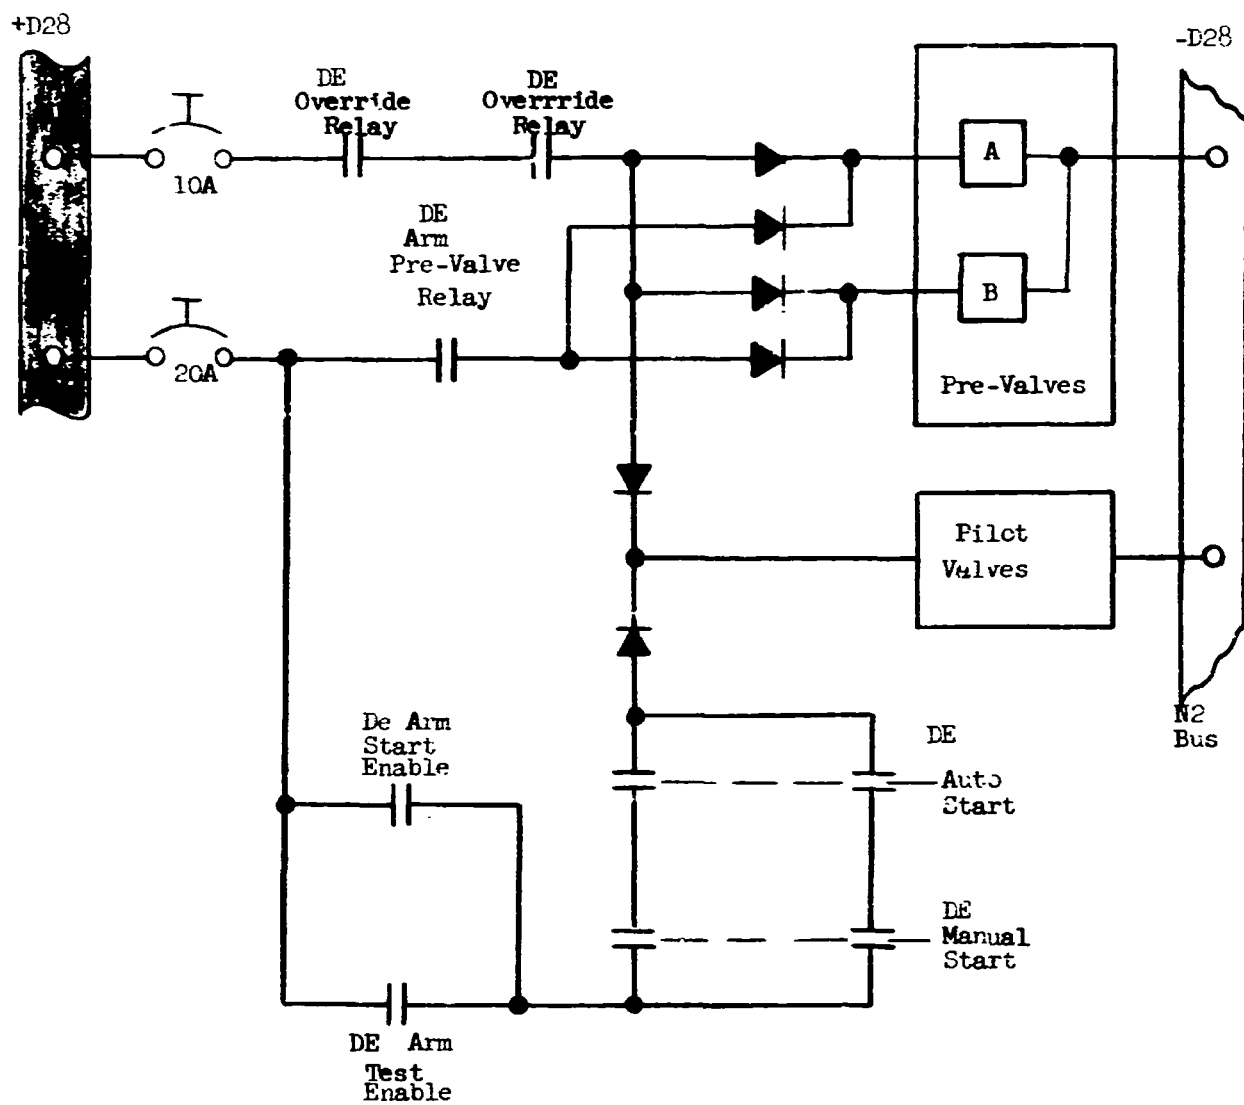 +D28
-D28
DE
Override
Relay
DE
Overrride
Relay
10A
A
DE
Arm
Pre-Valve
Relay
B
20A
Pre-Valves
Pilct
Valves
N2
Bus
De Arm
Start
Enable
DE
Auto
Start
DE
Manual
Start
DE Arm
Test
Enable